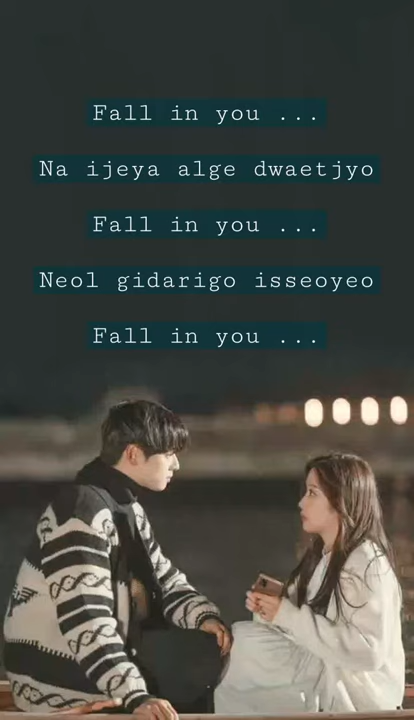 Fall in you ...
Na ijeya alge dwaetjyo
Fall in you ...
Neol gidarigo isseoyeo
Fall in you ...